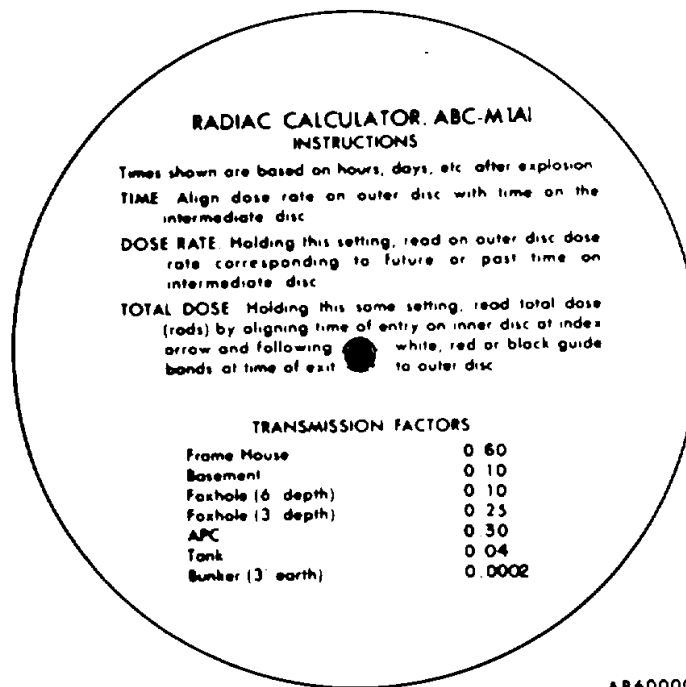 RADIAC CALCULATOR. ABC-M1A1
INSTRUCTIONS
Times shown are based on hours, days, etc after explosion
TIME Align dose rate on outer disc with time on the
intermediate disc
DOSE RATE. Holding this setting, read on outer disc dose
rate corresponding to future or past time on
intermediate disc
TOTAL DOSE Holding this same setting, read total dose
(rads) by aligning time of entry on inner disc at index
arrow and following white, red or black guide
bands at time of exit to outer disc
TRANSMISSION FACTORS
Frame House 0 60
Basement 0 10
Foxhole (6 depth) 0 10
Foxhole (3 depth) 0 25
APC 0 30
Tank 0 04
Bunker (3' earth) 0.0002